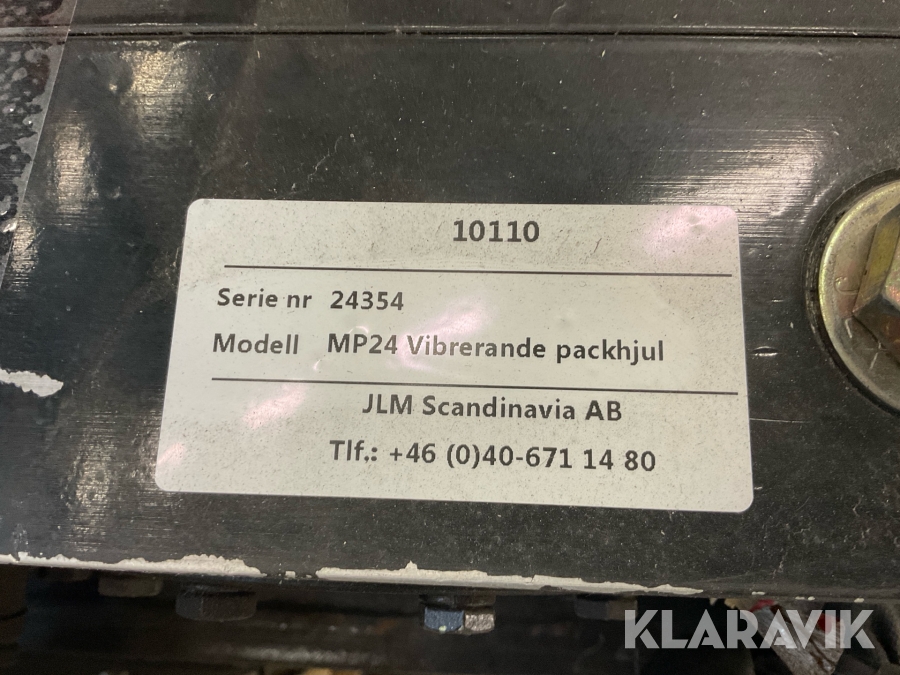 10110
Serie nr 24354
Modell MP24 Vibrerande packhjul
JLM Scandinavia AB
Tlf.: +46 (0)40-671 14 80
KLARAVIK